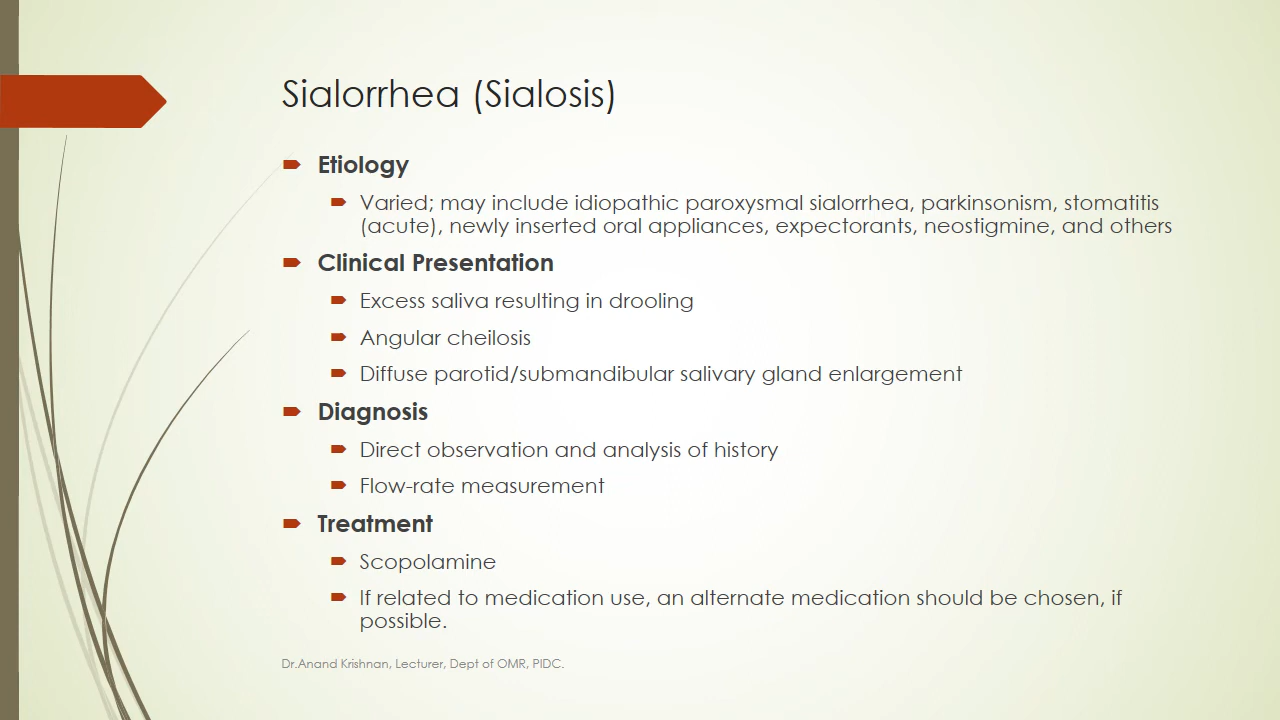 Sialorrhea (Sialosis)
Etiology
Varied; may include idiopathic paroxysmal sialorrhea, parkinsonism, stomatitis
(acute), newly inserted oral appliances, expectorants, neostigmine, and others
Clinical Presentation
Excess saliva resulting in drooling
Angular cheilosis
Diffuse parotid/submandibular salivary gland enlargement
Diagnosis
Direct observation and analysis of history
Flow-rate measurement
Treatment
Scopolamine
If related to medication use, an alternate medication should be chosen, if
possible.
Dr.Anand Krishnan, Lecturer, Dept of OMR, PIDC.